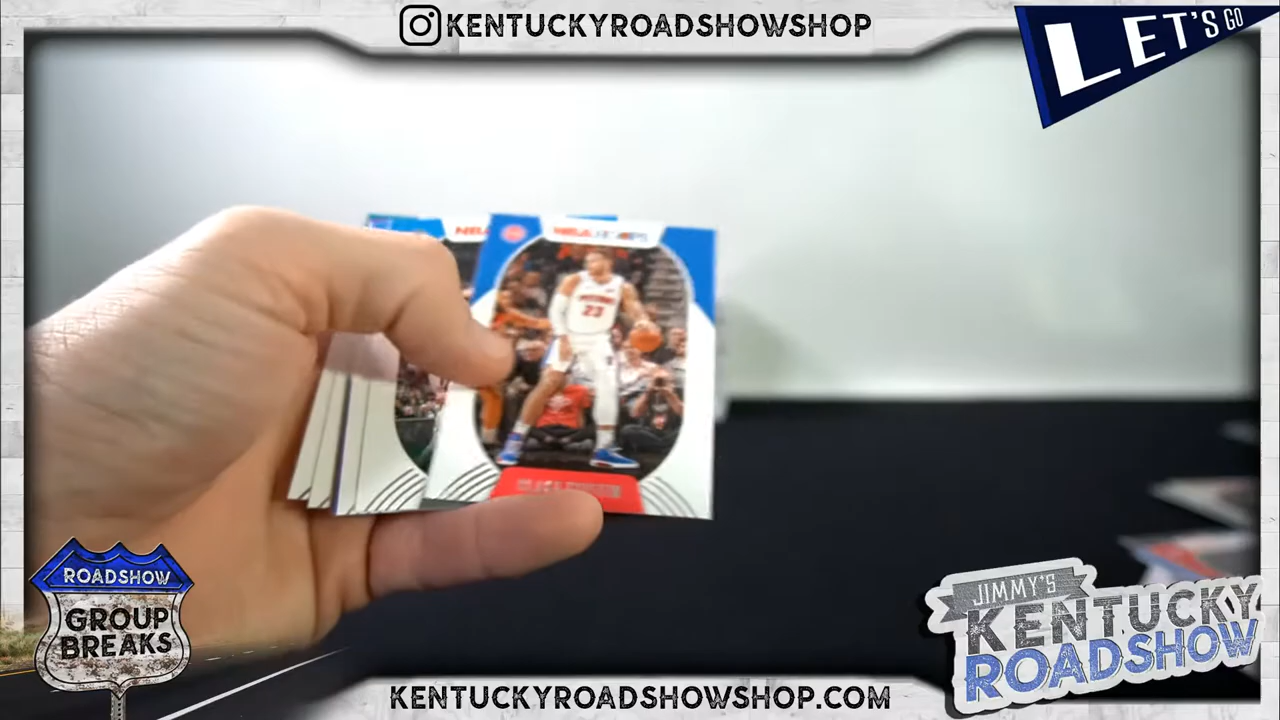 KENTUCKYROADSHOWSHOP
LET'S GO
NBA HOOPS
23
ROADSHOW
GROUP
BREAKS
JIMMY'S
KENTUCKY
ROADSHOW
KENTUCKYROADSHOWSHOP.COM